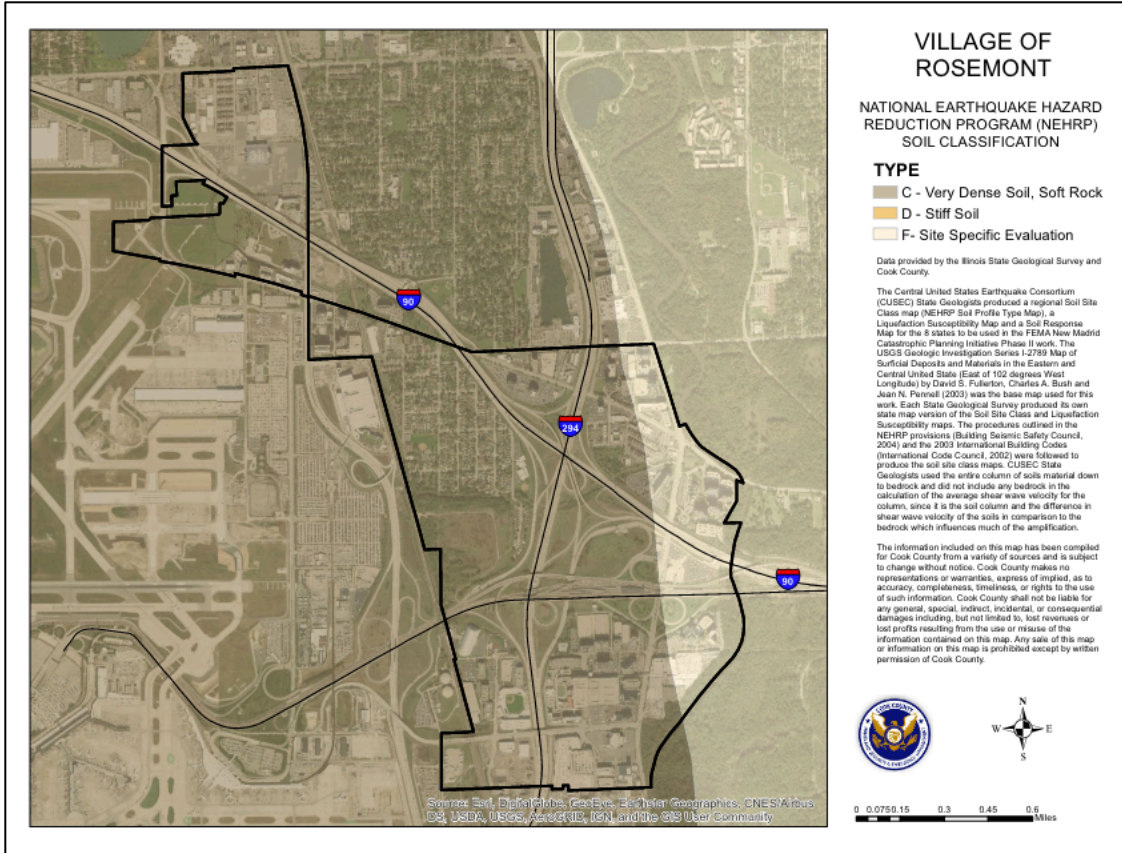 VILLAGE OF
ROSEMONT
NATIONAL EARTHQUAKE HAZARD
REDUCTION PROGRAM (NEHRP)
SOIL CLASSIFICATION
TYPE
C - Very Dense Soil, Soft Rock
D - Stiff Soil
F- Site Specific Evaluation
Data provided by the Illinois State Geological Survey and
Cook County.
The Central United States Earthquake Consortium
(CUSEC) State Geologists produced a regional Soil Site
Class map (NEHRP Soil Profile Type Map), a
Liquefaction Susceptibility Map and a Soil Response
Map for the 8 states to be used in the FEMA New Madrid
Catastrophic Planning Initiative Phase II work. The
USGS Geologic Investigation Series I-2789 Map of
Surficial Deposits and Materials in the Eastern and
Central United State (East of 102 degrees West
Longitude) by David S. Fullerton, Charles A. Bush and
Jean N. Pennell (2003) was the base map used for this
work. Each State Geological Survey produced its own
state map version of the Soil Site Class and Liquefaction
Susceptibility maps. The procedures outlined in the
NEHRP provisions (Building Seismic Safety Council,
2004) and the 2003 International Building Codes
(International Code Council, 2002) were followed to
produce the soil site class maps. CUSEC State
Geologists used the entire column of soils material down
to bedrock and did not include any bedrock in the
calculation of the average shear wave velocity for the
column, since it is the soil column and the difference in
shear wave velocity of the soils in comparison to the
bedrock which influences much of the amplification.
The information included on this map has been compiled
for Cook County from a variety of sources and is subject
to change without notice. Cook County makes no
representations or warranties, express of implied, as to
accuracy, completeness, timeliness, or rights to the use
of such information. Cook County shall not be liable for
any general, special, indirect, incidental, or consequential
damages including, but not limited to, lost revenues or
lost profits resulting from the use or misuse of the
information contained on this map. Any sale of this map
or information on this map is prohibited except by written
permission of Cook County.
90
294
90
COOK COUNTY
N
W E
S
0 0.075 0.15 0.3 0.45 0.6
Miles
Source: Esri, DigitalGlobe, GeoEye, Earthstar Geographics, CNES/Airbus
DS, USDA, USGS, AeroGRID, IGN, and the GIS User Community